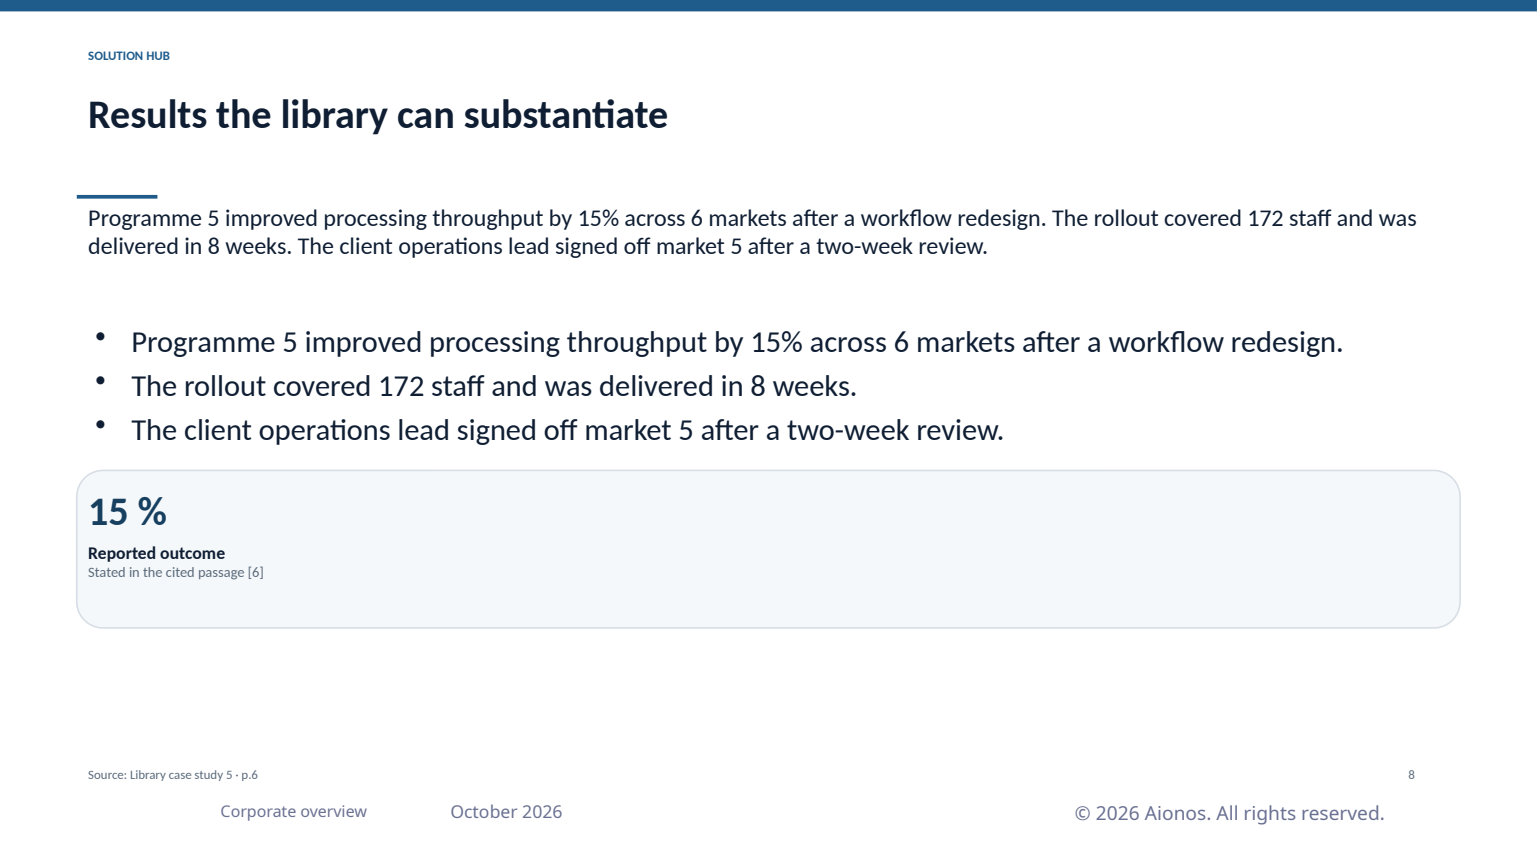 SOLUTION HUB
Results the library can substantiate
Programme 5 improved processing throughput by 15% across 6 markets after a workflow redesign. The rollout covered 172 staff and was
delivered in 8 weeks. The client operations lead signed off market 5 after a two-week review.
• Programme 5 improved processing throughput by 15% across 6 markets after a workflow redesign.
• The rollout covered 172 staff and was delivered in 8 weeks.
• The client operations lead signed off market 5 after a two-week review.
15 %
Reported outcome
Stated in the cited passage [6]
Source: Library case study 5 · p.6
8
Corporate overview
October 2026
© 2026 Aionos. All rights reserved.